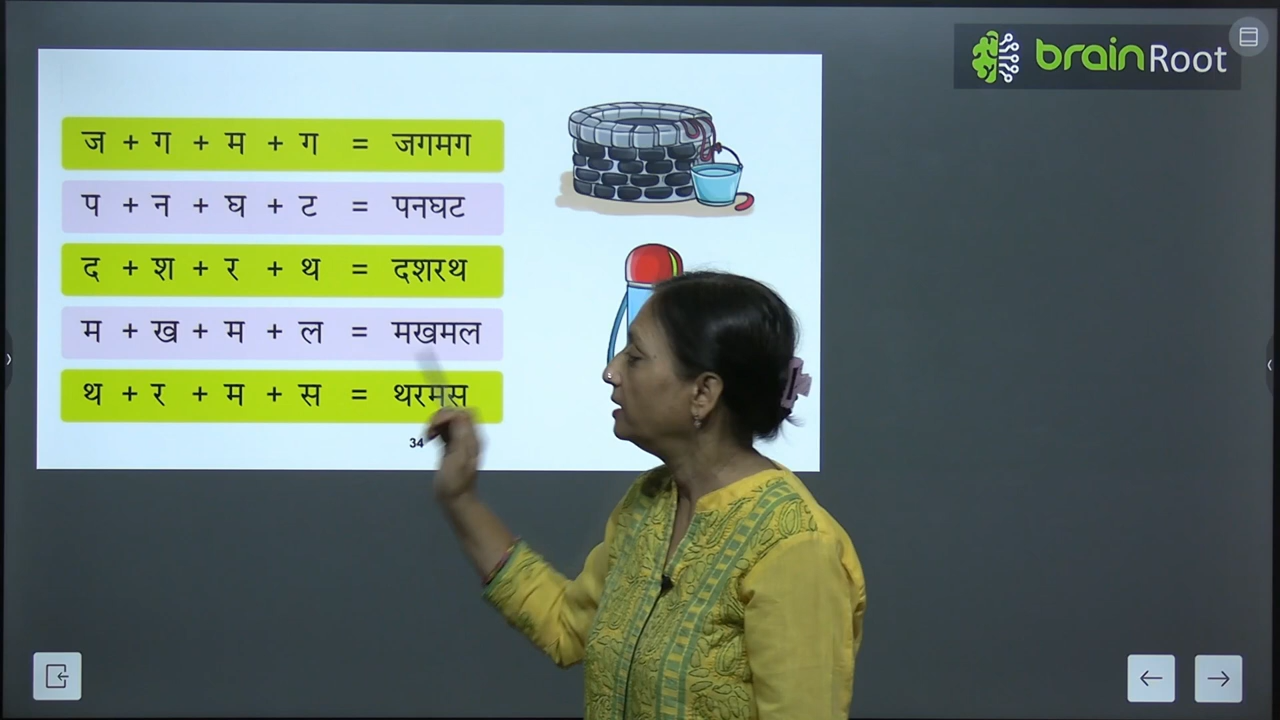 brainRoot
ज + ग + म + ग = जगमग
प + न + घ + ट = पनघट
द + श + र + थ = दशरथ
म + ख + म + ल = मखमल
थ + र + म + स = थरमस
34